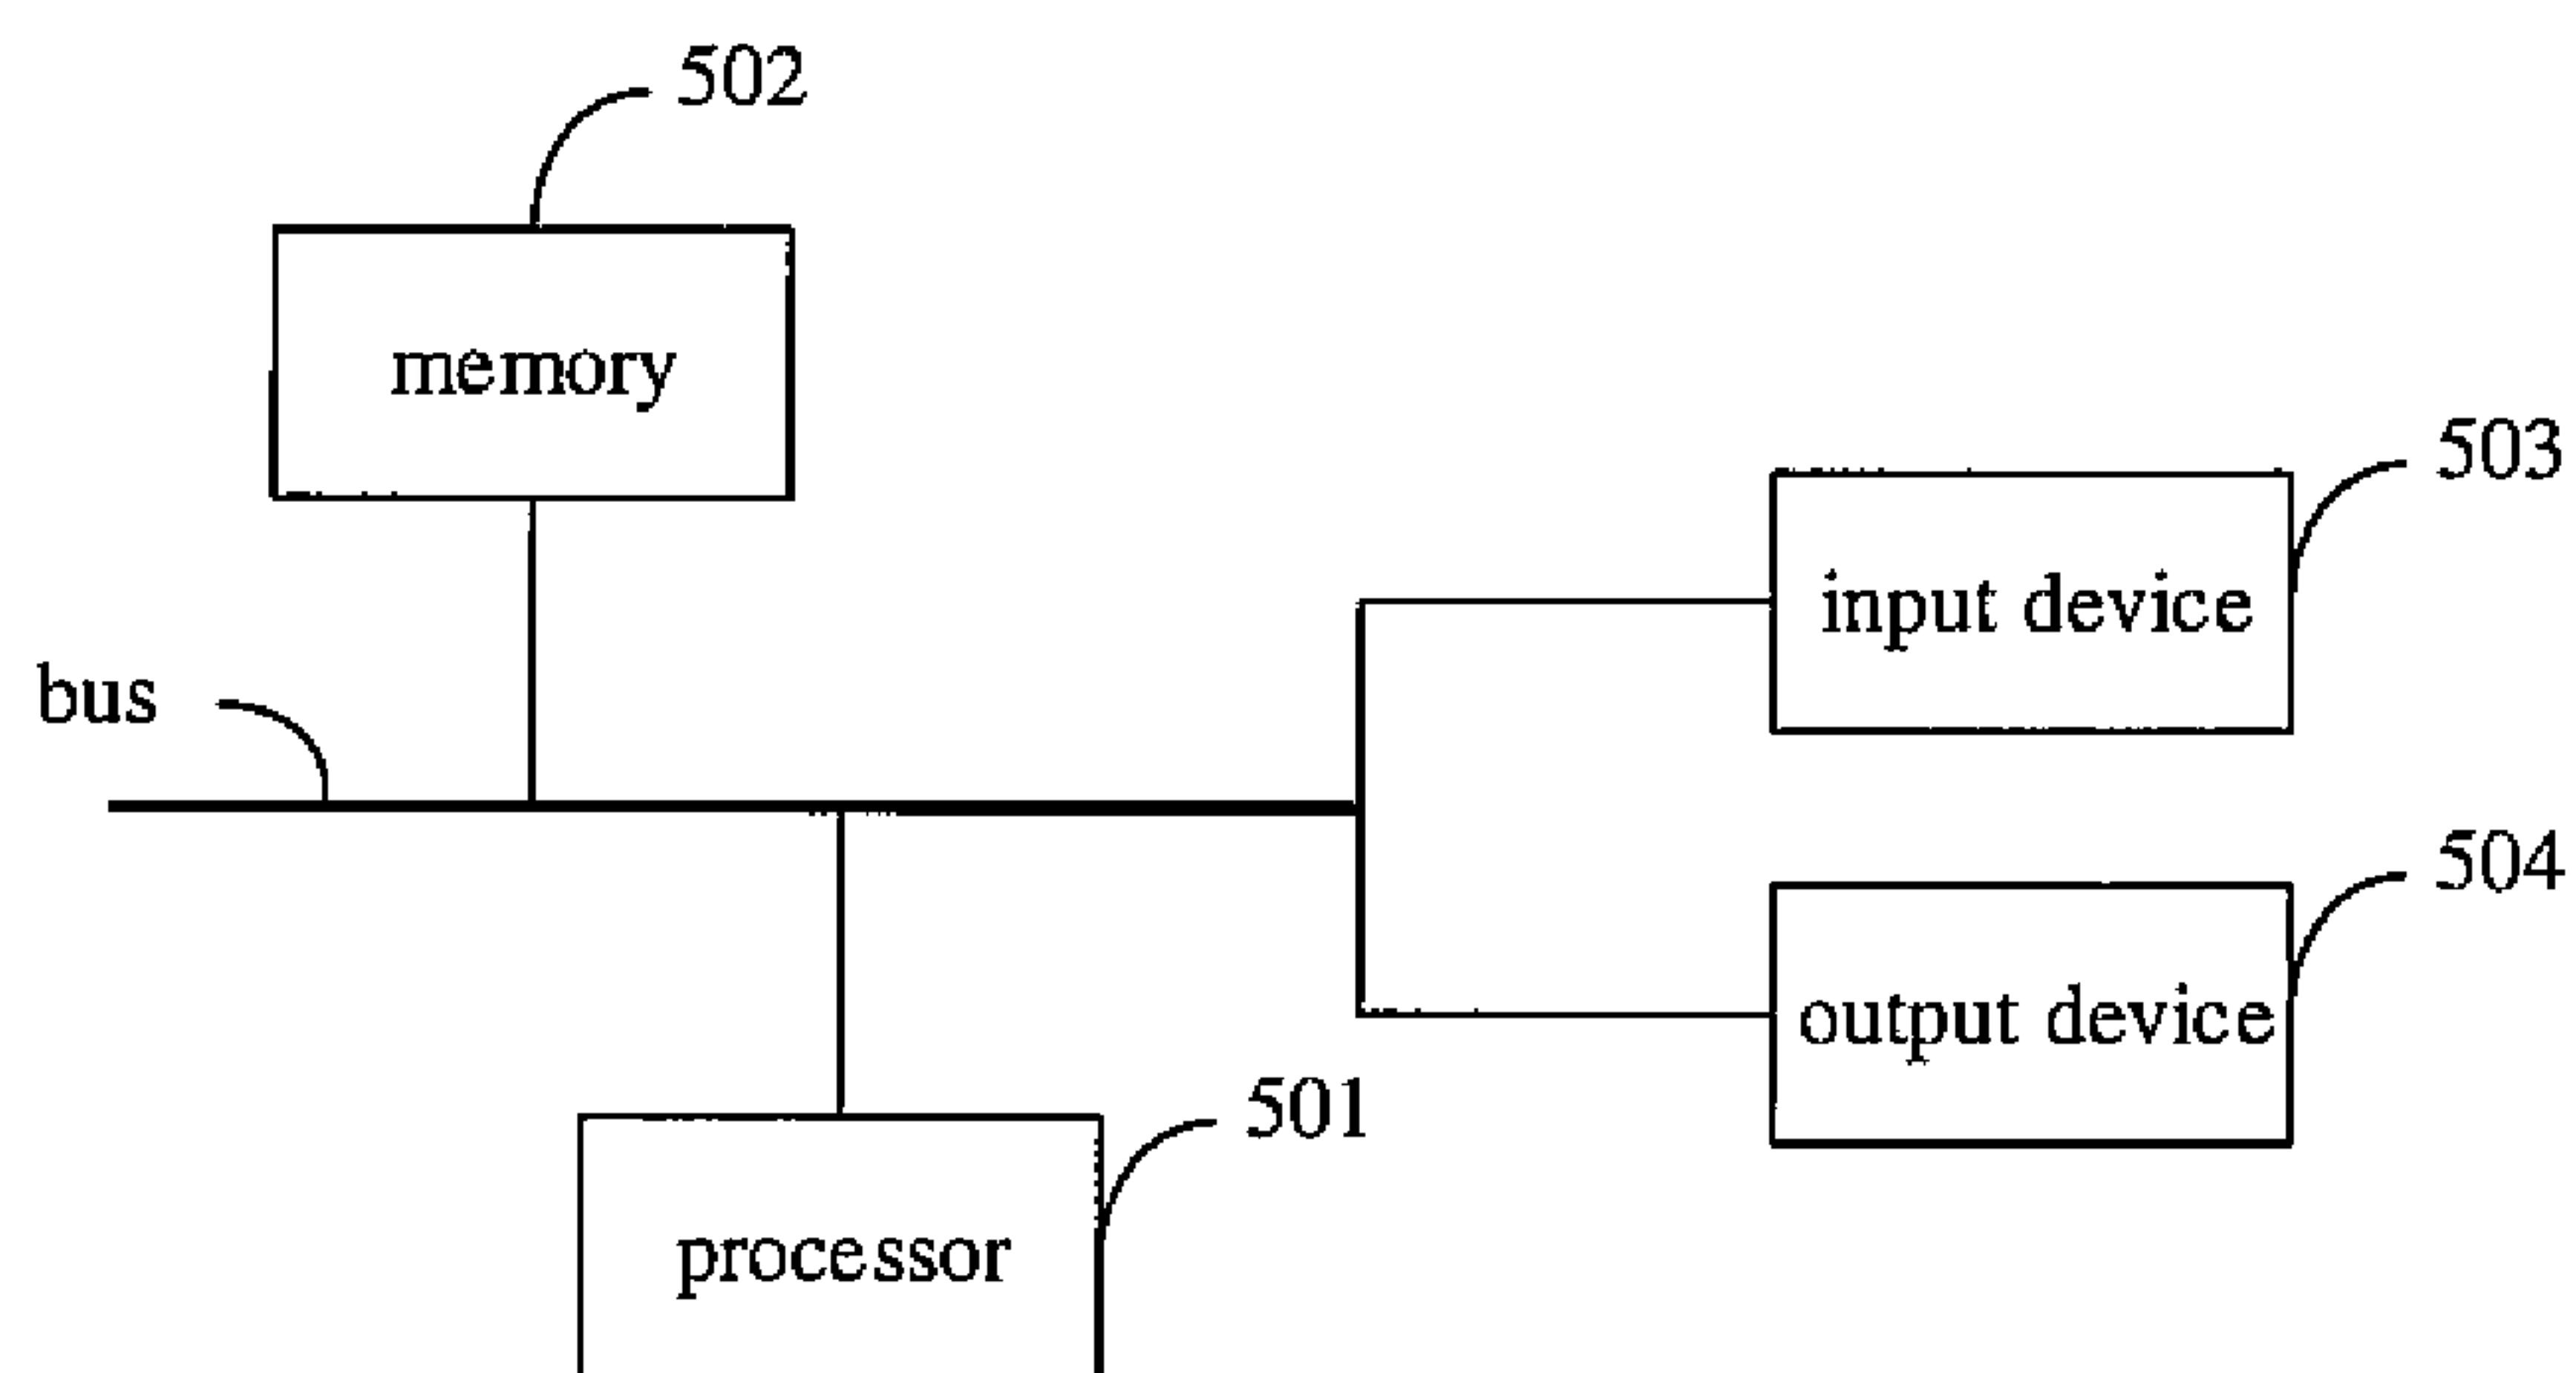 502
memory
503
input device
bus
504
output device
501
processor